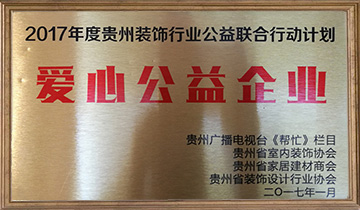 2017年度贵州装饰行业公益联合行动计划
爱心公益企业
贵州广播电视台《帮忙》栏目
贵州省室内装饰协会
贵州省家居建材商会
贵州省装饰设计行业协会
二〇一七年一月